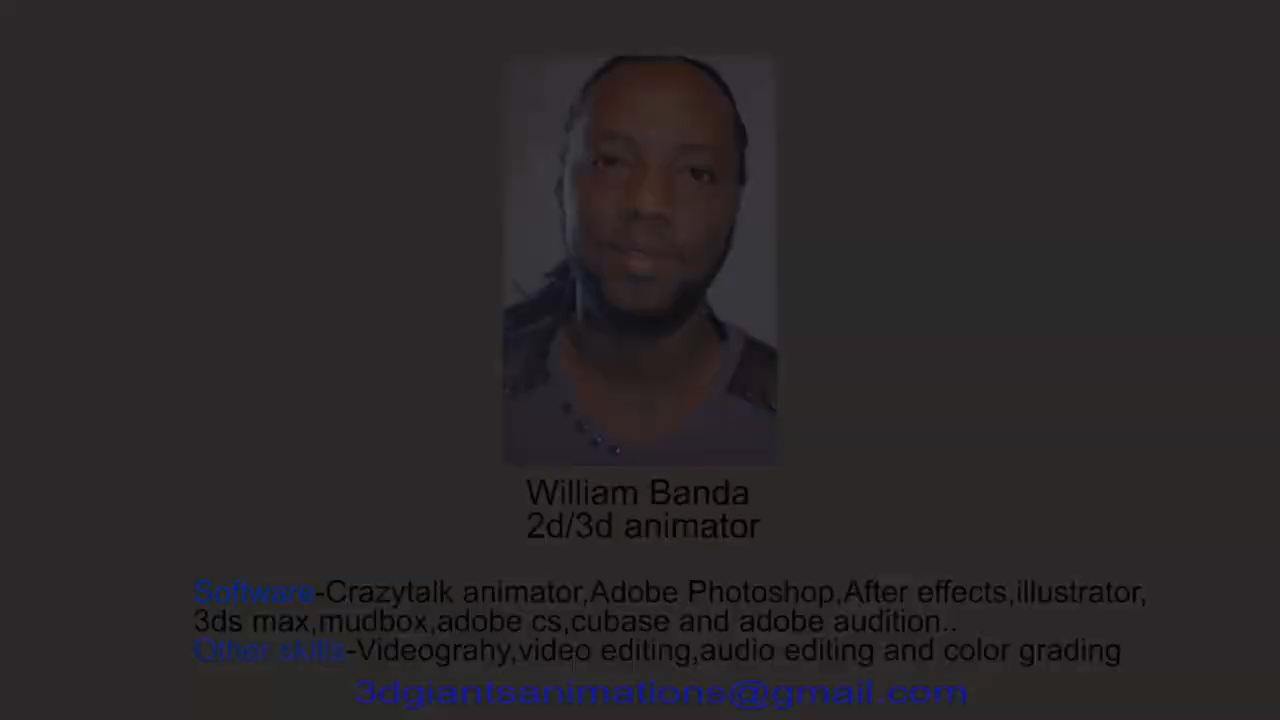 William Banda
2d/3d animator
Software-Crazytalk animator,Adobe Photoshop,After effects,illustrator,
3ds max,mudbox,adobe cs,cubase and adobe audition..
Other skills-Videograhy,video editing,audio editing and color grading
3dgiantsanimations@gmail.com